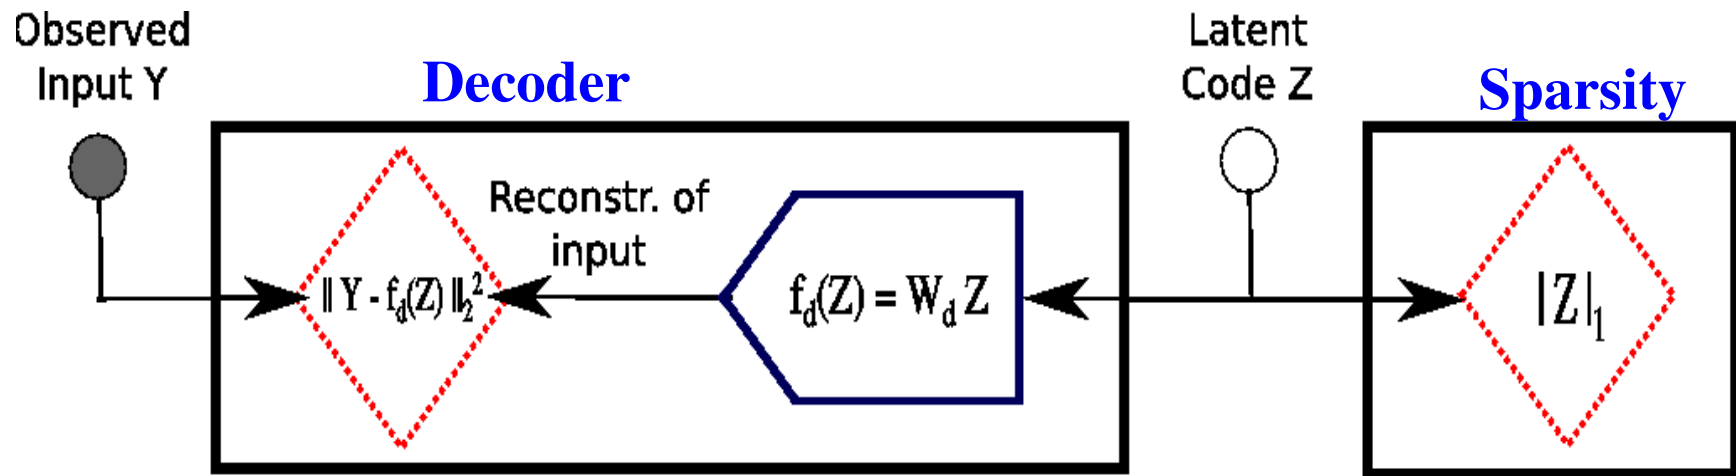 Observed
Input Y
Decoder
Latent
Code Z
Sparsity
Reconstr. of
input
‖ Y - f_d(Z) ‖_2^2
f_d(Z) = W_d Z
|Z|_1